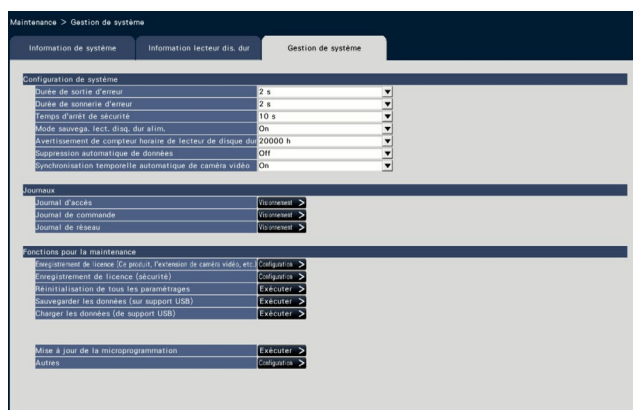 Maintenance > Gestion de système
Information de système Information lecteur dis. dur Gestion de système
Configuration de système
Durée de sortie d'erreur 2 s
Durée de sonnerie d'erreur 2 s
Temps d'arrêt de sécurité 10 s
Mode sauvega. lect. disq. dur alim. On
Avertissement de compteur horaire de lecteur de disque dur 20000 h
Suppression automatique de données Off
Synchronisation temporelle automatique de caméra vidéo On
Journaux
Journal d'accès Visionnement >
Journal de commande Visionnement >
Journal de réseau Visionnement >
Fonctions pour la maintenance
Enregistrement de licence (Ce produit, l'extension de caméra vidéo, etc.) Configuration >
Enregistrement de licence (sécurité) Configuration >
Réinitialisation de tous les paramétrages Exécuter >
Sauvegarder les données (sur support USB) Exécuter >
Charger les données (de support USB) Exécuter >
Mise à jour de la microprogrammation Exécuter >
Autres Configuration >